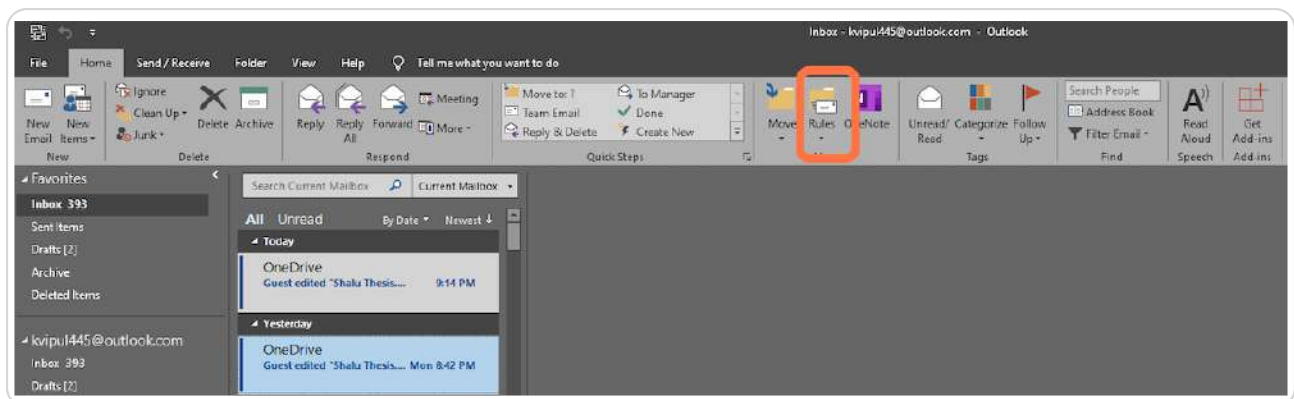 Inbox - kvipul445@outlook.com - Outlook
File Home Send / Receive Folder View Help Tell me what you want to do
New Email
New Items
Ignore
Clean Up
Junk
Delete
Archive
Reply
Reply All
Forward
Meeting
More
Move to: ?
Team Email
Reply & Delete
To Manager
Done
Create New
Move
Rules
OneNote
Unread/ Read
Categorize
Follow Up
Search People
Address Book
Filter Email
Read Aloud
Get Add-ins
New Delete Respond Quick Steps Tags Find Speech Add-ins
Favorites
Inbox 393
Sent Items
Drafts [2]
Archive
Deleted Items
kvipul445@outlook.com
Inbox 393
Drafts [2]
Search Current Mailbox Current Mailbox
All Unread By Date Newest ↓
Today
OneDrive
Guest edited "Shalu Thesis.... 9:14 PM
Yesterday
OneDrive
Guest edited "Shalu Thesis.... Mon 8:42 PM